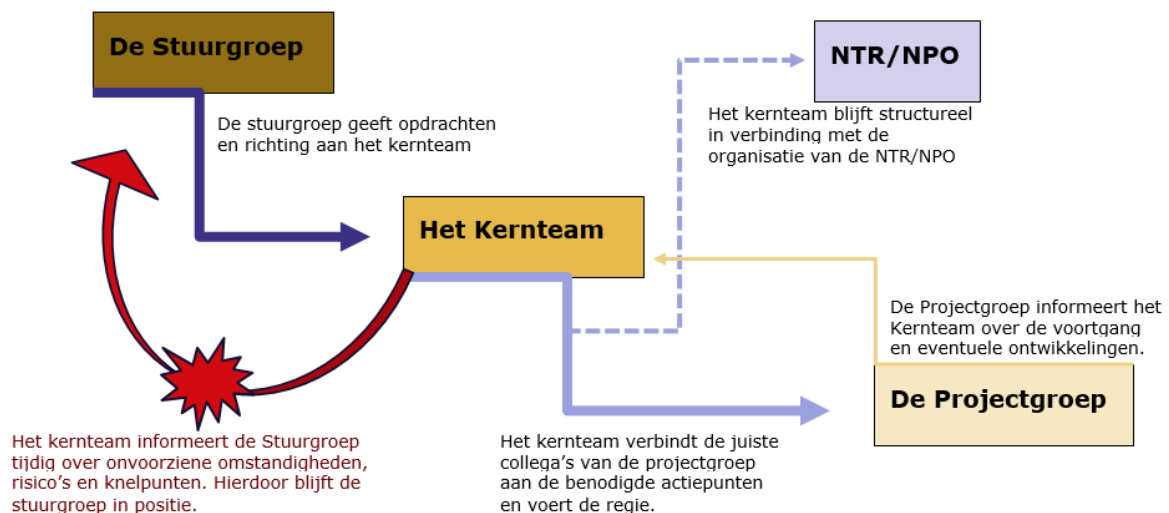 De Stuurgroep
NTR/NPO
De stuurgroep geeft opdrachten
en richting aan het kernteam
Het kernteam blijft structureel
in verbinding met de
organisatie van de NTR/NPO
Het Kernteam
De Projectgroep informeert het
Kernteam over de voortgang
en eventuele ontwikkelingen.
De Projectgroep
Het kernteam informeert de Stuurgroep
tijdig over onvoorziene omstandigheden,
risico's en knelpunten. Hierdoor blijft de
stuurgroep in positie.
Het kernteam verbindt de juiste
collega's van de projectgroep
aan de benodigde actiepunten
en voert de regie.